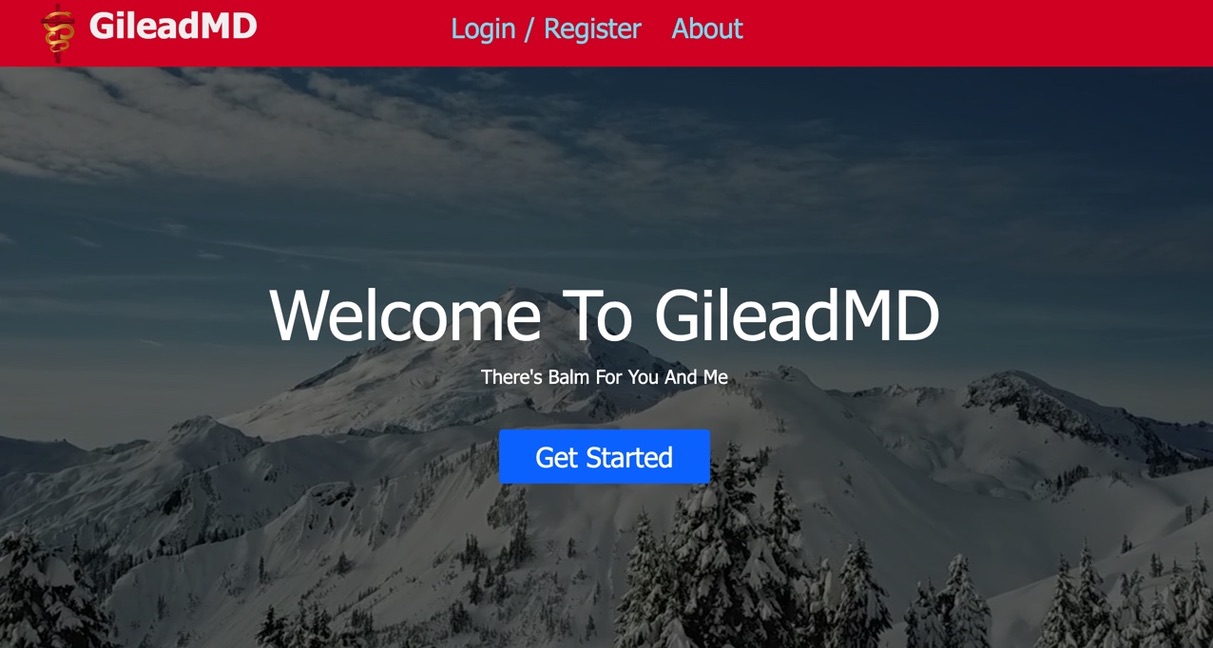 GileadMD
Login / Register
About
Welcome To GileadMD
There's Balm For You And Me
Get Started